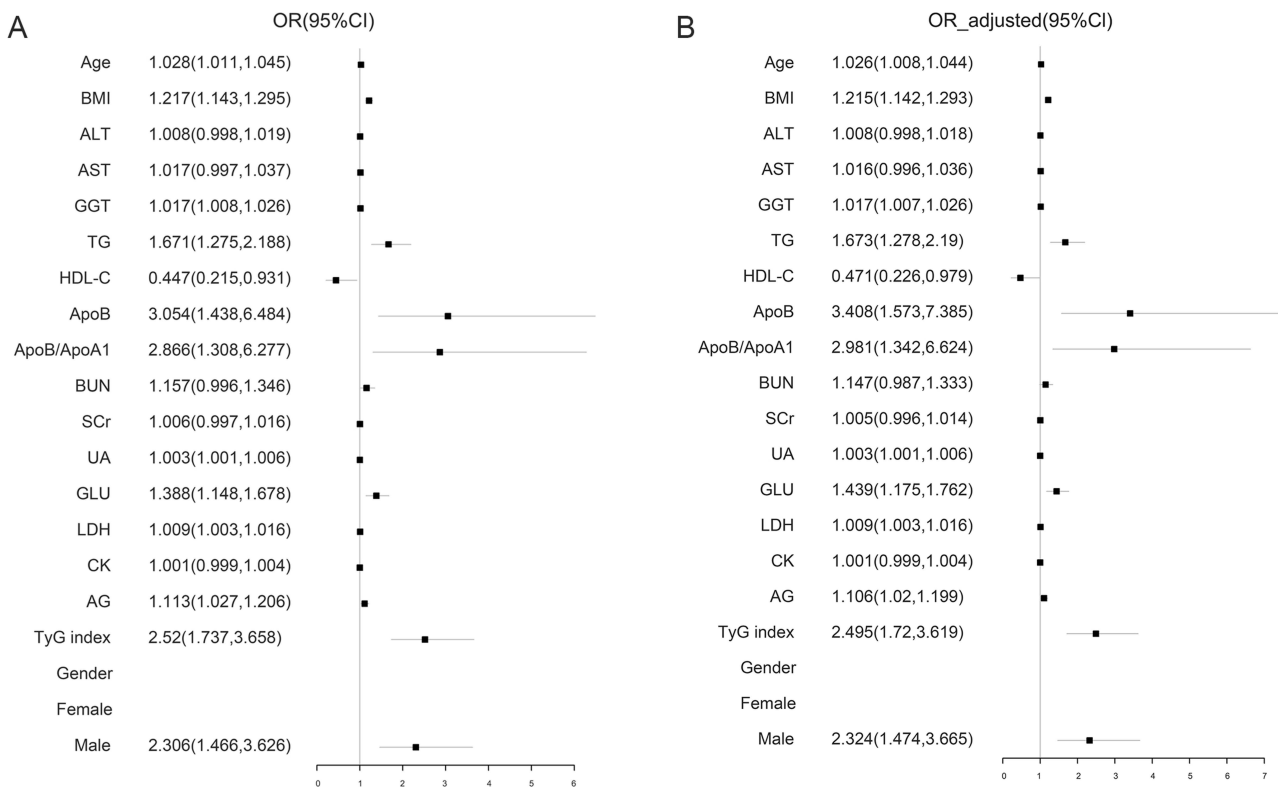 A
OR(95%CI)
Age 1.028(1.011,1.045)
BMI 1.217(1.143,1.295)
ALT 1.008(0.998,1.019)
AST 1.017(0.997,1.037)
GGT 1.017(1.008,1.026)
TG 1.671(1.275,2.188)
HDL-C 0.447(0.215,0.931)
ApoB 3.054(1.438,6.484)
ApoB/ApoA1 2.866(1.308,6.277)
BUN 1.157(0.996,1.346)
SCr 1.006(0.997,1.016)
UA 1.003(1.001,1.006)
GLU 1.388(1.148,1.678)
LDH 1.009(1.003,1.016)
CK 1.001(0.999,1.004)
AG 1.113(1.027,1.206)
TyG index 2.52(1.737,3.658)
Gender
Female
Male 2.306(1.466,3.626)
0 1 2 3 4 5 6
B
OR_adjusted(95%CI)
Age 1.026(1.008,1.044)
BMI 1.215(1.142,1.293)
ALT 1.008(0.998,1.018)
AST 1.016(0.996,1.036)
GGT 1.017(1.007,1.026)
TG 1.673(1.278,2.19)
HDL-C 0.471(0.226,0.979)
ApoB 3.408(1.573,7.385)
ApoB/ApoA1 2.981(1.342,6.624)
BUN 1.147(0.987,1.333)
SCr 1.005(0.996,1.014)
UA 1.003(1.001,1.006)
GLU 1.439(1.175,1.762)
LDH 1.009(1.003,1.016)
CK 1.001(0.999,1.004)
AG 1.106(1.02,1.199)
TyG index 2.495(1.72,3.619)
Gender
Female
Male 2.324(1.474,3.665)
0 1 2 3 4 5 6 7